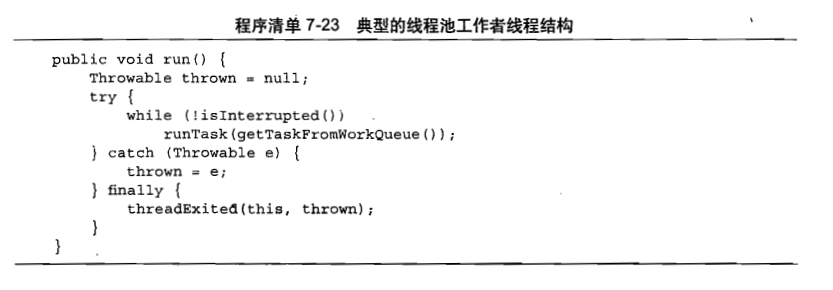 程序清单 7-23 典型的线程池工作者线程结构
public void run() {
    Throwable thrown = null;
    try {
        while (!isInterrupted())
            runTask(getTaskFromWorkQueue());
    } catch (Throwable e) {
        thrown = e;
    } finally {
        threadExited(this, thrown);
    }
}